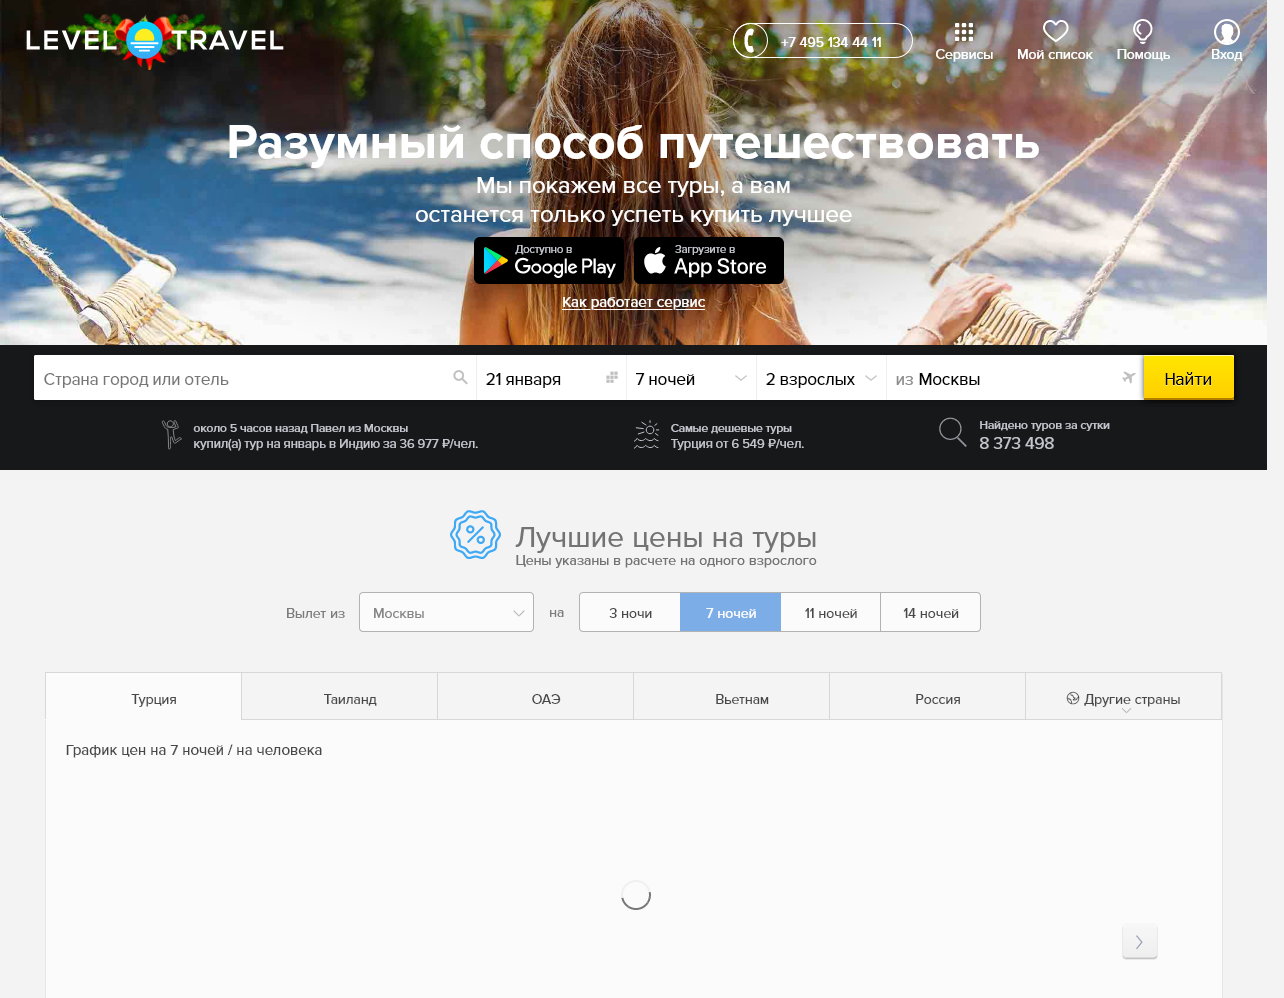 LEVEL TRAVEL
+7 495 134 44 11
Сервисы
Мой список
Помощь
Вход
Разумный способ путешествовать
Мы покажем все туры, а вам
останется только успеть купить лучшее
Доступно в
Google Play
Загрузите в
App Store
Как работает сервис
Страна город или отель
21 января
7 ночей
2 взрослых
из Москвы
Найти
около 5 часов назад Павел из Москвы
купил(а) тур на январь в Индию за 36 977 ₽/чел.
Самые дешевые туры
Турция от 6 549 ₽/чел.
Найдено туров за сутки
8 373 498
Лучшие цены на туры
Цены указаны в расчете на одного взрослого
Вылет из
Москвы
на
3 ночи
7 ночей
11 ночей
14 ночей
Турция
Таиланд
ОАЭ
Вьетнам
Россия
Другие страны
График цен на 7 ночей / на человека